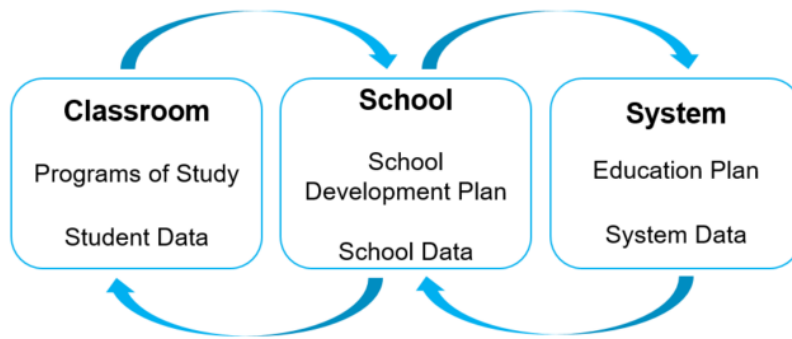 Classroom
Programs of Study
Student Data
School
School
Development Plan
School Data
System
Education Plan
System Data